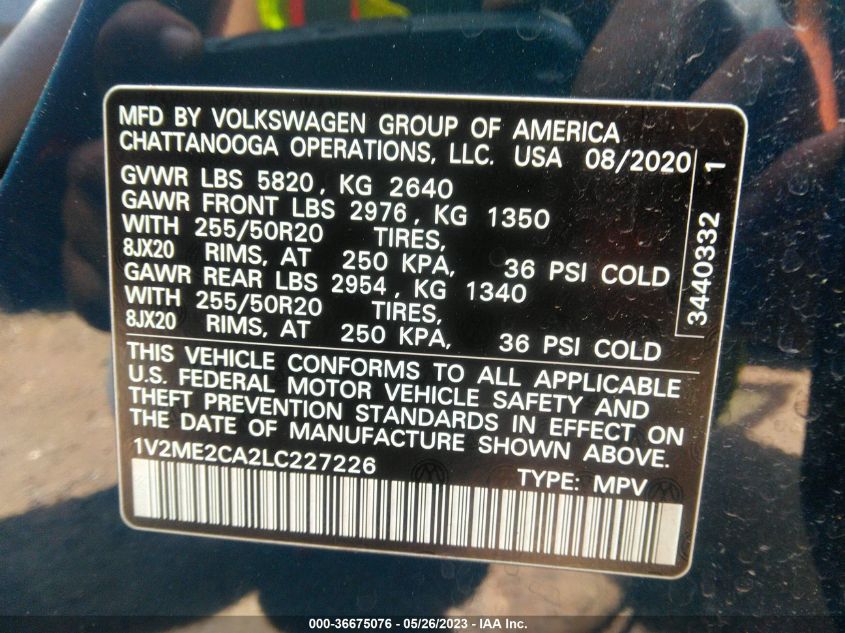 MFD BY VOLKSWAGEN GROUP OF AMERICA
CHATTANOOGA OPERATIONS, LLC. USA 08/2020
GVWR LBS 5820, KG 2640
GAWR FRONT LBS 2976, KG 1350
WITH 255/50R20 TIRES,
8JX20 RIMS, AT 250 KPA, 36 PSI COLD
GAWR REAR LBS 2954, KG 1340
WITH 255/50R20 TIRES,
8JX20 RIMS, AT 250 KPA, 36 PSI COLD
3440332 1
THIS VEHICLE CONFORMS TO ALL APPLICABLE
U.S. FEDERAL MOTOR VEHICLE SAFETY AND
THEFT PREVENTION STANDARDS IN EFFECT ON
THE DATE OF MANUFACTURE SHOWN ABOVE.
1V2ME2CA2LC227226 TYPE: MPV
000-36675076 - 05/26/2023 - IAA Inc.